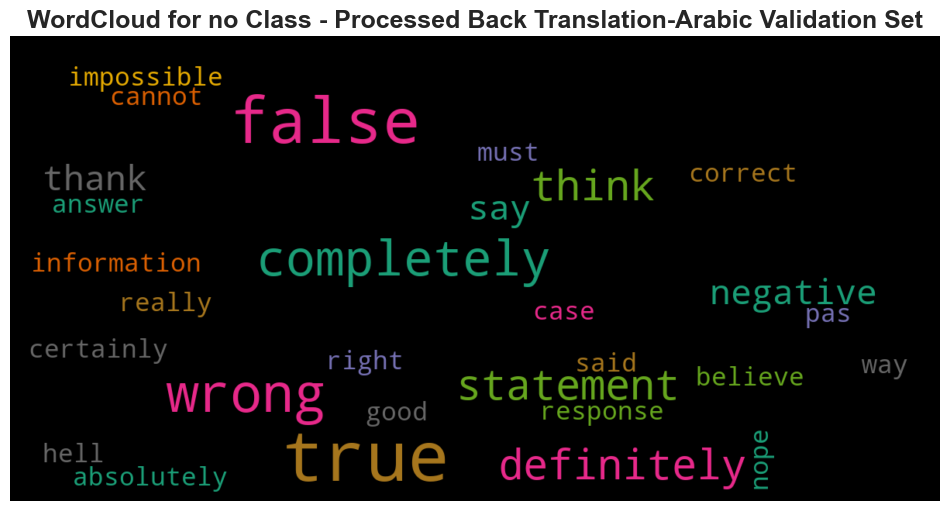 WordCloud for no Class - Processed Back Translation-Arabic Validation Set
impossible
cannot
false
must
thank
think
correct
answer
say
completely
information
negative
really
case
pas
certainly
right
said
way
believe
wrong
statement
good
response
true
hell
definitely
nope
absolutely